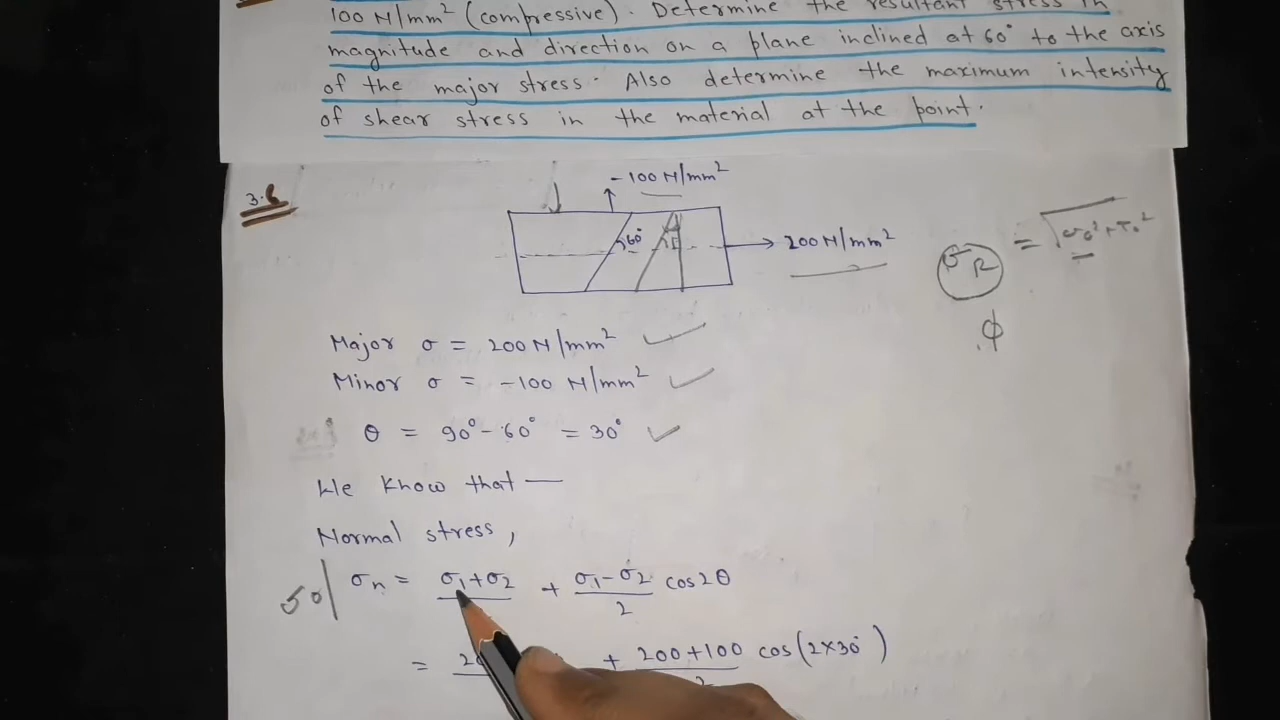 100 N/mm² (compressive). Determine the resultant stress in
magnitude and direction on a plane inclined at 60° to the axis
of the major stress. Also determine the maximum intensity
of shear stress in the material at the point.
3.6
-100 N/mm²
60°
200 N/mm²
σR = √σθ² + τθ²
φ
Major σ = 200 N/mm²
Minor σ = -100 N/mm²
θ = 90° - 60° = 30°
We know that —
Normal stress,
σθ/ σn = σ1+σ2 + σ1-σ2/2 cos2θ
= + 200+100/2 cos(2×30°)